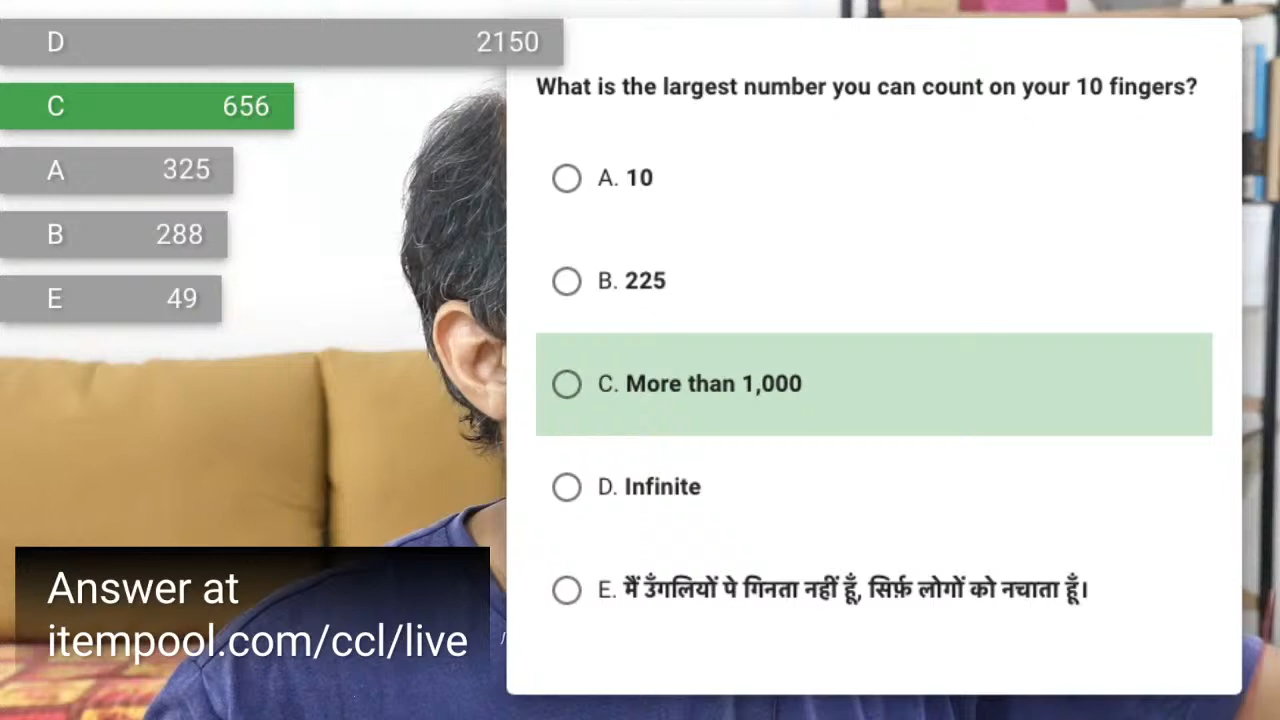 D 2150
C 656
A 325
B 288
E 49
What is the largest number you can count on your 10 fingers?
A. 10
B. 225
C. More than 1,000
D. Infinite
E. मैं उँगलियों पे गिनता नहीं हूँ, सिर्फ़ लोगों को नचाता हूँ।
Answer at
itempool.com/ccl/live